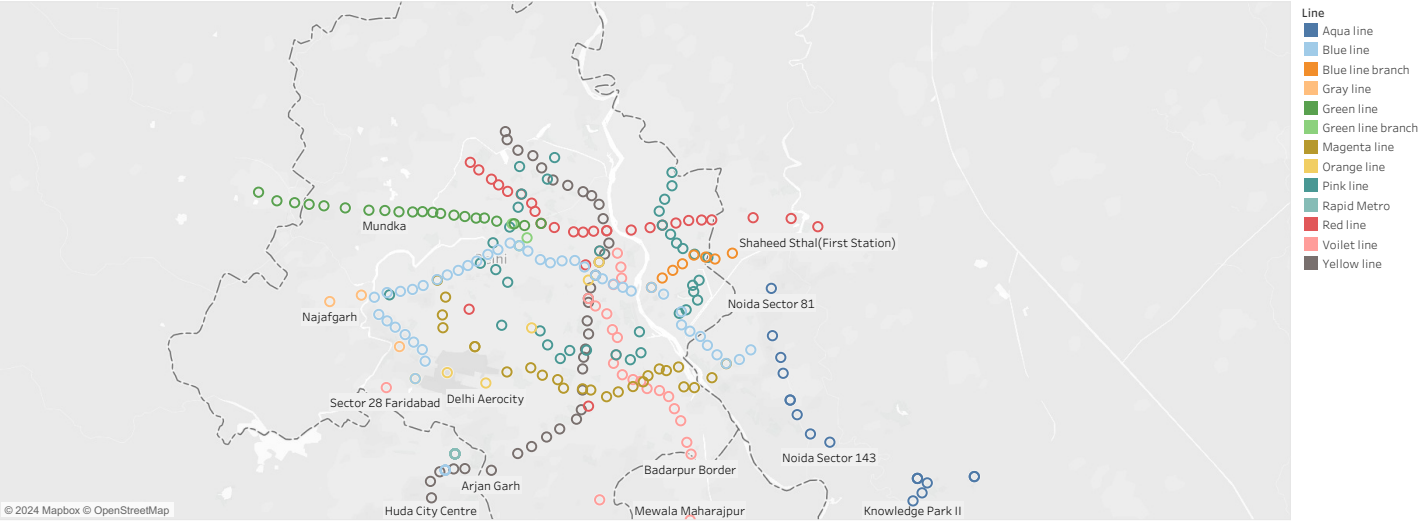 Line
Aqua line
Blue line
Blue line branch
Gray line
Green line
Green line branch
Magenta line
Orange line
Pink line
Rapid Metro
Red line
Voilet line
Yellow line
Mundka
Shaheed Sthal(First Station)
Najafgarh
Noida Sector 81
Sector 28 Faridabad
Delhi Aerocity
Noida Sector 143
Badarpur Border
Arjan Garh
Huda City Centre
Mewala Maharajpur
Knowledge Park II
© 2024 Mapbox © OpenStreetMap